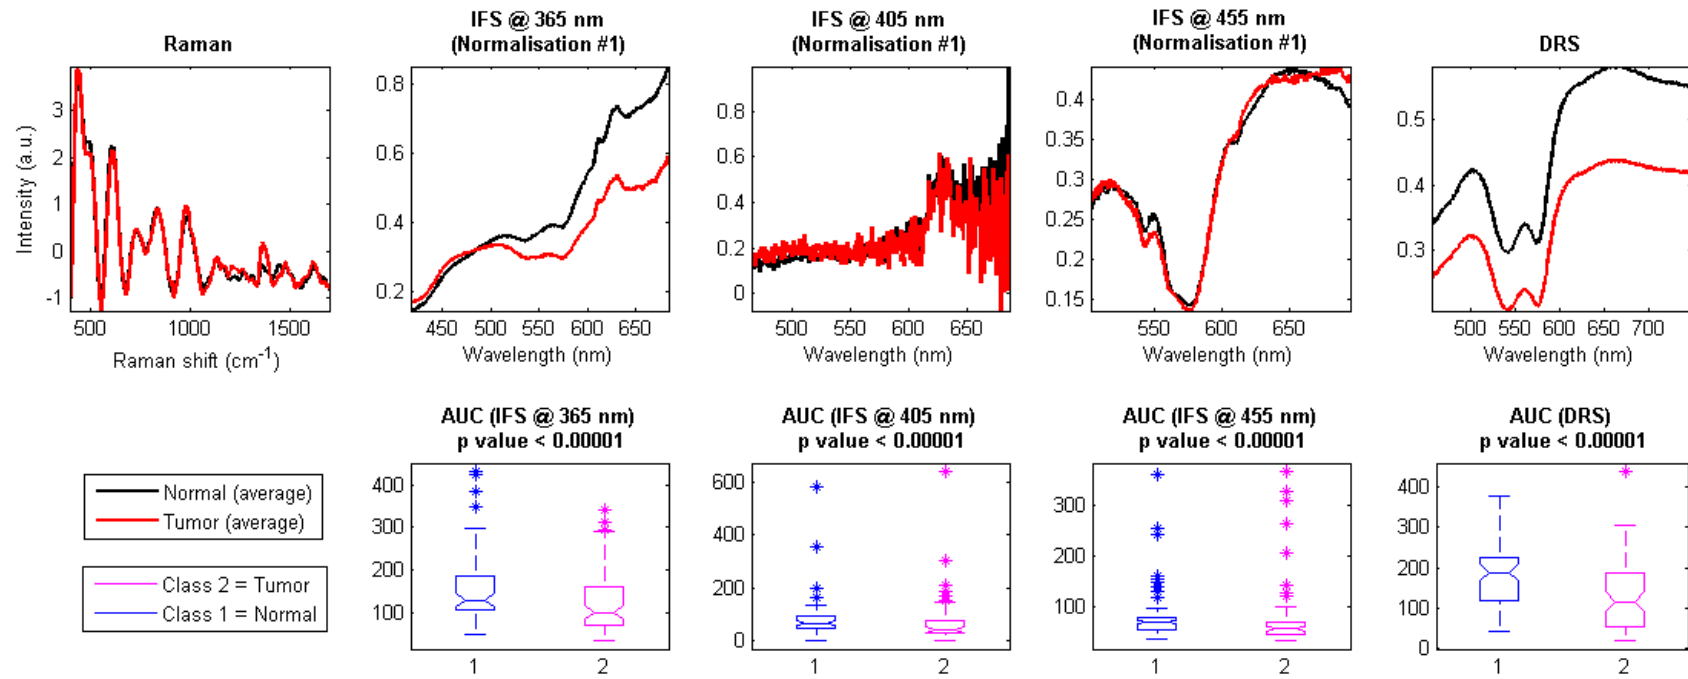 Raman
IFS @ 365 nm
(Normalisation #1)
IFS @ 405 nm
(Normalisation #1)
IFS @ 455 nm
(Normalisation #1)
DRS
Intensity (a.u.)
3
2
1
0
-1
500 1000 1500
Raman shift (cm-1)
0.8
0.6
0.4
0.2
450 500 550 600 650
Wavelength (nm)
0.8
0.6
0.4
0.2
0
500 550 600 650
Wavelength (nm)
0.4
0.35
0.3
0.25
0.2
0.15
550 600 650
Wavelength (nm)
0.5
0.4
0.3
500 550 600 650 700
Wavelength (nm)
Normal (average)
Tumor (average)
Class 2 = Tumor
Class 1 = Normal
AUC (IFS @ 365 nm)
p value < 0.00001
400
300
200
100
1 2
AUC (IFS @ 405 nm)
p value < 0.00001
600
400
200
0
1 2
AUC (IFS @ 455 nm)
p value < 0.00001
300
200
100
1 2
AUC (DRS)
p value < 0.00001
400
300
200
100
0
1 2